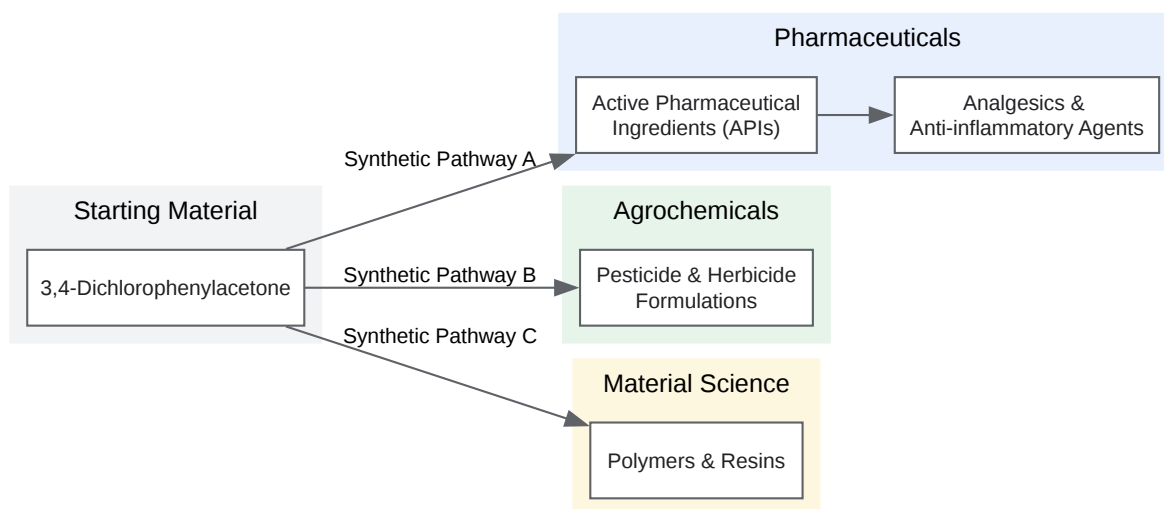 Pharmaceuticals
Active Pharmaceutical
Ingredients (APIs)
Analgesics &
Anti-inflammatory Agents
Synthetic Pathway A
Starting Material
3,4-Dichlorophenylacetone
Synthetic Pathway B
Agrochemicals
Pesticide & Herbicide
Formulations
Synthetic Pathway C
Material Science
Polymers & Resins